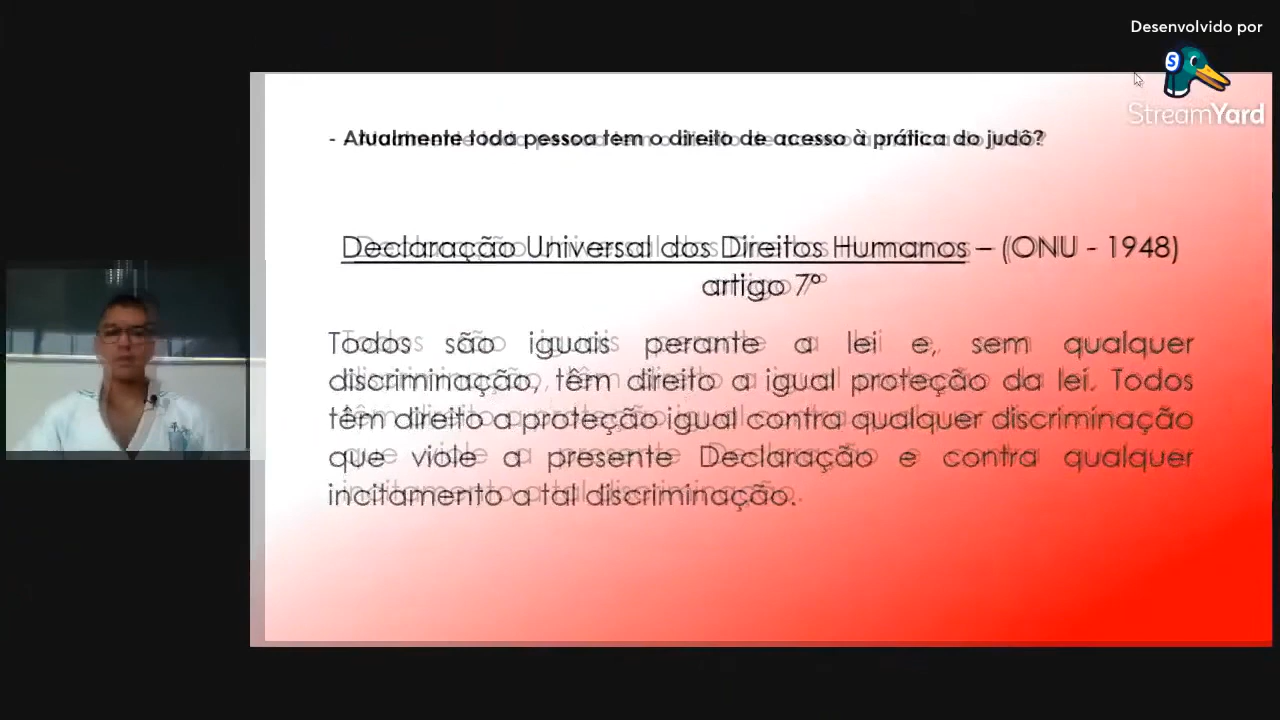 Desenvolvido por
S
StreamYard
- Atualmente toda pessoa tem o direito de acesso à prática do judô?
Declaração Universal dos Direitos Humanos – (ONU - 1948)
artigo 7º
Todos são iguais perante a lei e, sem qualquer
discriminação, têm direito a igual proteção da lei. Todos
têm direito a proteção igual contra qualquer discriminação
que viole a presente Declaração e contra qualquer
incitamento a tal discriminação.